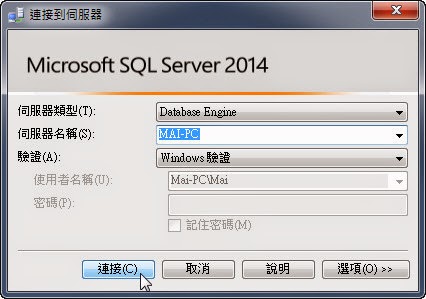 連接到伺服器
Microsoft SQL Server 2014
伺服器類型(T): Database Engine
伺服器名稱(S): MAI-PC
驗證(A): Windows 驗證
使用者名稱(U): Mai-PC\Mai
密碼(P):
記住密碼(M)
連接(C) 取消 說明 選項(O) >>